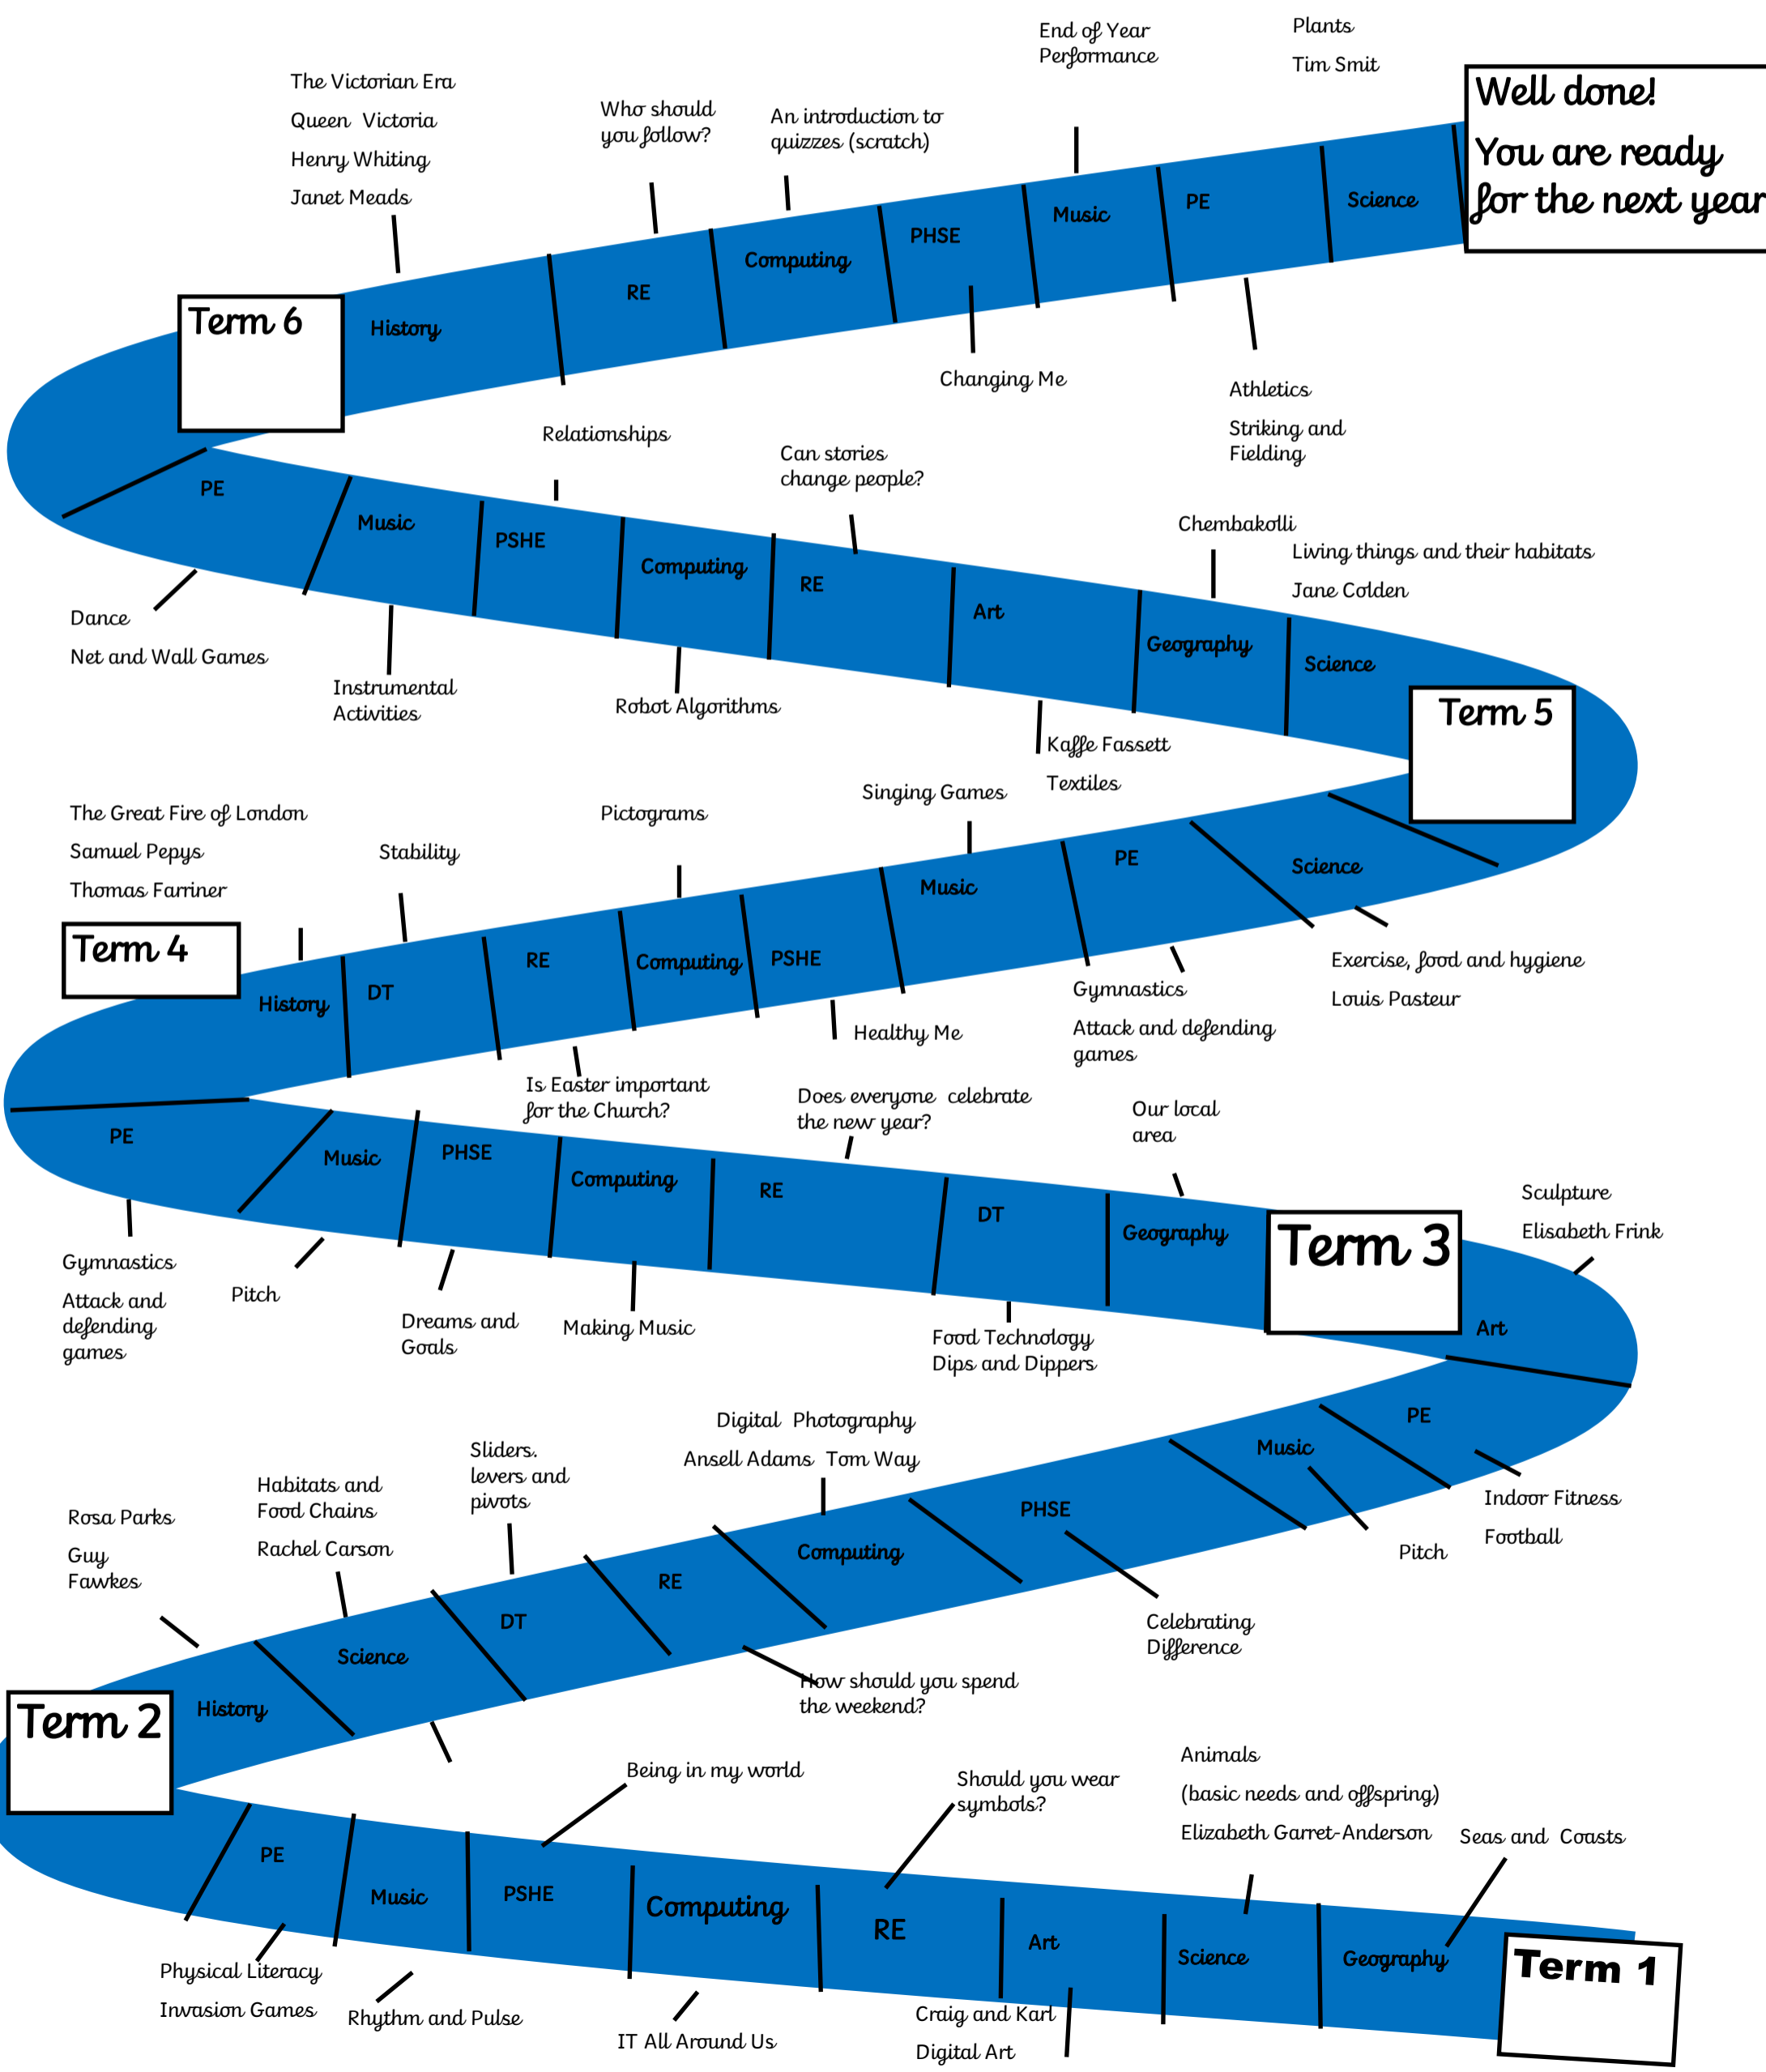 End of Year
Performance
Plants
Tim Smit
The Victorian Era
Queen Victoria
Henry Whiting
Janet Meads
Who should
you follow?
An introduction to
quizzes (scratch)
Well done!
You are ready
for the next year
Term 6
History
RE
Computing
PHSE
Music
PE
Science
Changing Me
Athletics
Striking and
Fielding
Relationships
Can stories
change people?
Chembakolli
Living things and their habitats
Jane Colden
PE
Music
PSHE
Computing
RE
Art
Geography
Science
Term 5
Dance
Net and Wall Games
Instrumental
Activities
Robot Algorithms
Kaffe Fassett
Textiles
The Great Fire of London
Samuel Pepys
Thomas Farriner
Stability
Pictograms
Singing Games
Term 4
History
DT
RE
Computing
PSHE
Music
PE
Science
Is Easter important
for the Church?
Healthy Me
Gymnastics
Attack and defending
games
Exercise, food and hygiene
Louis Pasteur
Does everyone celebrate
the new year?
Our local
area
Sculpture
Elisabeth Frink
PE
Music
PHSE
Computing
RE
DT
Geography
Term 3
Art
Gymnastics
Attack and
defending
games
Pitch
Dreams and
Goals
Making Music
Food Technology
Dips and Dippers
Rosa Parks
Guy
Fawkes
Habitats and
Food Chains
Rachel Carson
Sliders.
levers and
pivots
Digital Photography
Ansell Adams Tom Way
Term 2
History
Science
DT
RE
Computing
PHSE
Music
PE
How should you spend
the weekend?
Celebrating
Difference
Pitch
Indoor Fitness
Football
Being in my world
Should you wear
symbols?
Animals
(basic needs and offspring)
Elizabeth Garret-Anderson
Seas and Coasts
PE
Music
PSHE
Computing
RE
Art
Science
Geography
Term 1
Physical Literacy
Invasion Games
Rhythm and Pulse
IT All Around Us
Craig and Karl
Digital Art